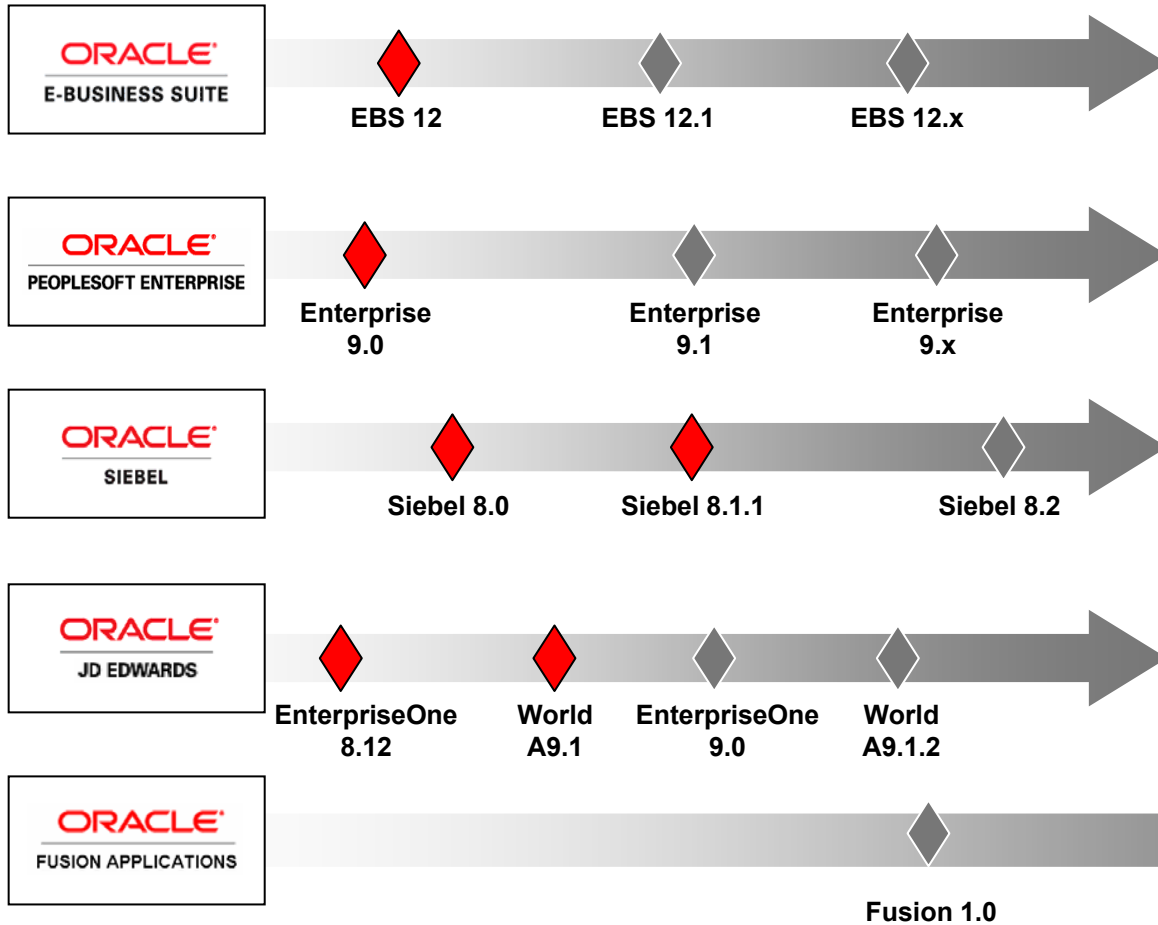 ORACLE®
E-BUSINESS SUITE
EBS 12
EBS 12.1
EBS 12.x
ORACLE®
PEOPLESOFT ENTERPRISE
Enterprise
9.0
Enterprise
9.1
Enterprise
9.x
ORACLE®
SIEBEL
Siebel 8.0
Siebel 8.1.1
Siebel 8.2
ORACLE®
JD EDWARDS
EnterpriseOne
8.12
World
A9.1
EnterpriseOne
9.0
World
A9.1.2
ORACLE®
FUSION APPLICATIONS
Fusion 1.0